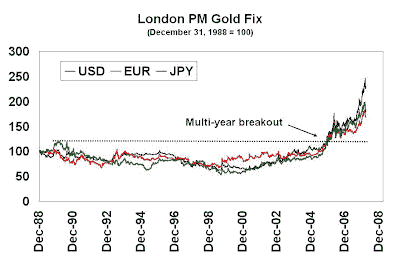 London PM Gold Fix
(December 31, 1988 = 100)
300
250
200
150
100
50
0
USD EUR JPY
Multi-year breakout
Dec-88
Dec-90
Dec-92
Dec-94
Dec-96
Dec-98
Dec-00
Dec-02
Dec-04
Dec-06
Dec-08